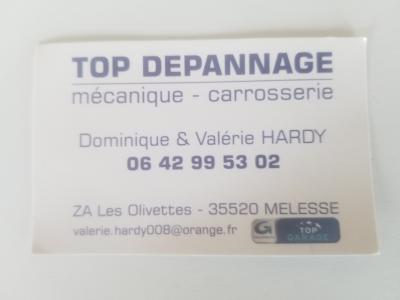 TOP DEPANNAGE
mécanique - carrosserie
Dominique & Valérie HARDY
06 42 99 53 02
ZA Les Olivettes - 35520 MELESSE
valerie.hardy008@orange.fr
G
TOP
GARAGE